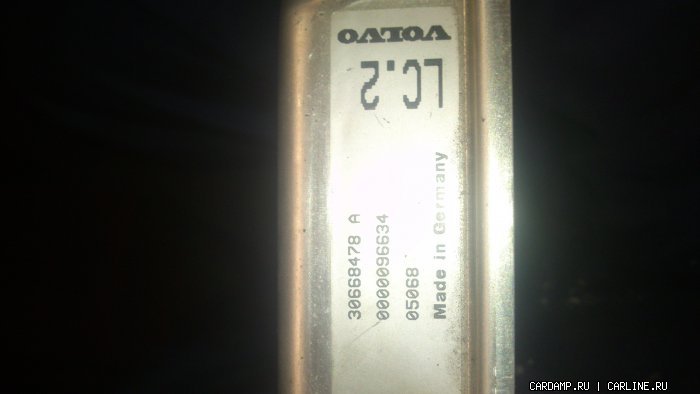 VOLVO
LC.2
30668478 A
0000096634
05068
Made in Germany
CARDAMP.RU | CARLINE.RU